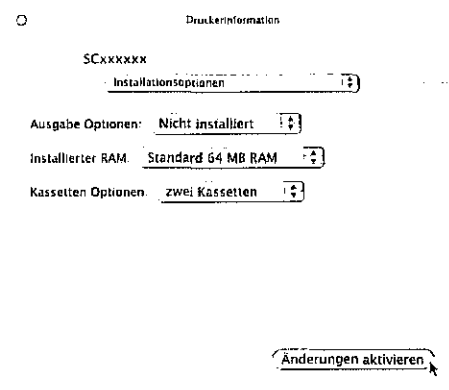 Druckerinformation
SCxxxxxx
Installationsoptionen
Ausgabe Optionen: Nicht installiert
Installierter RAM: Standard 64 MB RAM
Kassetten Optionen: zwei Kassetten
Änderungen aktivieren